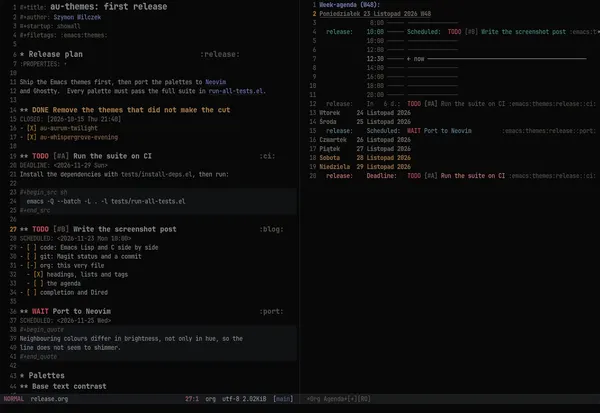 #+title: au-themes: first release
#+author: Szymon Wilczek
#+startup: showall
#+filetags: :emacs:themes:
* Release plan :release:
:PROPERTIES:
Ship the Emacs themes first, then port the palettes to Neovim
and Ghostty. Every palette must pass the full suite in run-all-tests.el.
** DONE Remove the themes that did not make the cut
CLOSED: [2026-10-15 Thu 21:40]
- [X] au-aurum-twilight
- [X] au-whispergrove-evening
** TODO [#A] Run the suite on CI :ci:
DEADLINE: <2026-11-29 Sun>
Install the dependencies with tests/install-deps.el, then run:
#+begin_src sh
emacs -Q --batch -L . -l tests/run-all-tests.el
#+end_src
** TODO [#B] Write the screenshot post :blog:
SCHEDULED: <2026-11-23 Mon 10:00>
- [ ] code: Emacs Lisp and C side by side
- [ ] git: Magit status and a commit
- [-] org: this very file
- [X] headings, lists and tags
- [ ] the agenda
- [ ] completion and Dired
** WAIT Port to Neovim :port:
SCHEDULED: <2026-11-25 Wed>
#+begin_quote
Neighbouring colours differ in brightness, not only in hue, so the
line does not seem to shimmer.
#+end_quote
* Palettes
** Base text contrast
NORMAL release.org 27:1 org utf-8 2.02KiB [main]
Week-agenda (W48):
Poniedziałek 23 Listopad 2026 W48
8:00
release: 10:00 Scheduled: TODO [#B] Write the screenshot post :emacs:t
10:00
12:00
12:30 now
14:00
16:00
18:00
20:00
release: In 6 d.: TODO [#A] Run the suite on CI :emacs:themes:release::ci:
Wtorek 24 Listopad 2026
Środa 25 Listopad 2026
release: Scheduled: WAIT Port to Neovim :emacs:themes:release::port:
Czwartek 26 Listopad 2026
Piątek 27 Listopad 2026
Sobota 28 Listopad 2026
Niedziela 29 Listopad 2026
release: Deadline: TODO [#A] Run the suite on CI :emacs:themes:release::ci:
*Org Agenda*